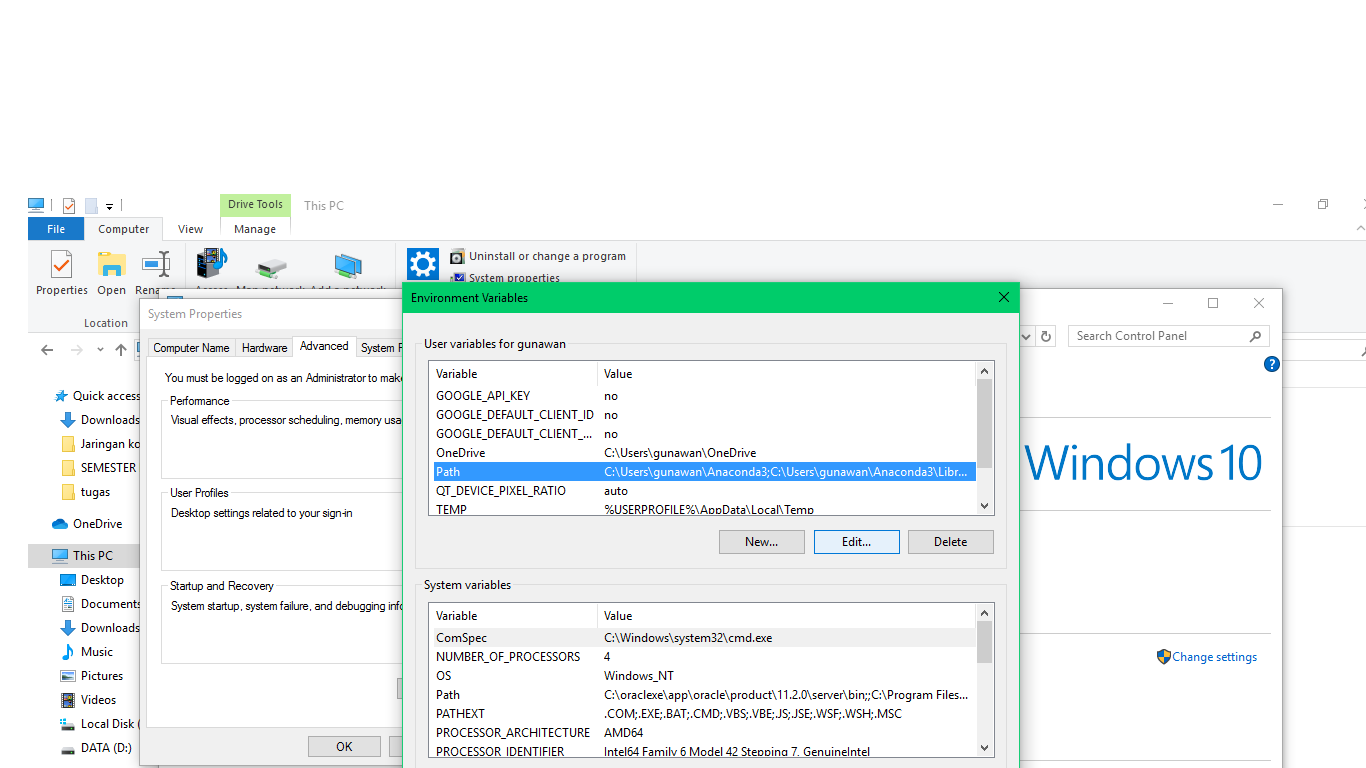 Drive Tools
This PC
File
Computer
View
Manage
Properties
Open
Uninstall or change a program
System properties
Location
Environment Variables
System Properties
Search Control Panel
Computer Name
Hardware
Advanced
System
You must be logged on as an Administrator to
Performance
Visual effects, processor scheduling, memory
User Profiles
Desktop settings related to your sign-in
Startup and Recovery
System startup, system failure, and debugging
OK
Quick access
Downloads
Jaringan
SEMESTER
tugas
OneDrive
This PC
Desktop
Documents
Downloads
Music
Pictures
Videos
Local Disk
DATA (D:)
User variables for gunawan
Variable Value
GOOGLE_API_KEY no
GOOGLE_DEFAULT_CLIENT_ID no
GOOGLE_DEFAULT_CLIENT_... no
OneDrive C:\Users\gunawan\OneDrive
Path C:\Users\gunawan\Anaconda3;C:\Users\gunawan\Anaconda3\Libr...
QT_DEVICE_PIXEL_RATIO auto
TEMP %USERPROFILE%\AppData\Local\Temp
New... Edit... Delete
System variables
Variable Value
ComSpec C:\Windows\system32\cmd.exe
NUMBER_OF_PROCESSORS 4
OS Windows_NT
Path C:\oraclexe\app\oracle\product\11.2.0\server\bin;;C:\Program Files...
PATHEXT .COM;.EXE;.BAT;.CMD;.VBS;.VBE;.JS;.JSE;.WSF;.WSH;.MSC
PROCESSOR_ARCHITECTURE AMD64
PROCESSOR_IDENTIFIER Intel64 Family 6 Model 42 Stepping 7, GenuineIntel
Windows 10
Change settings